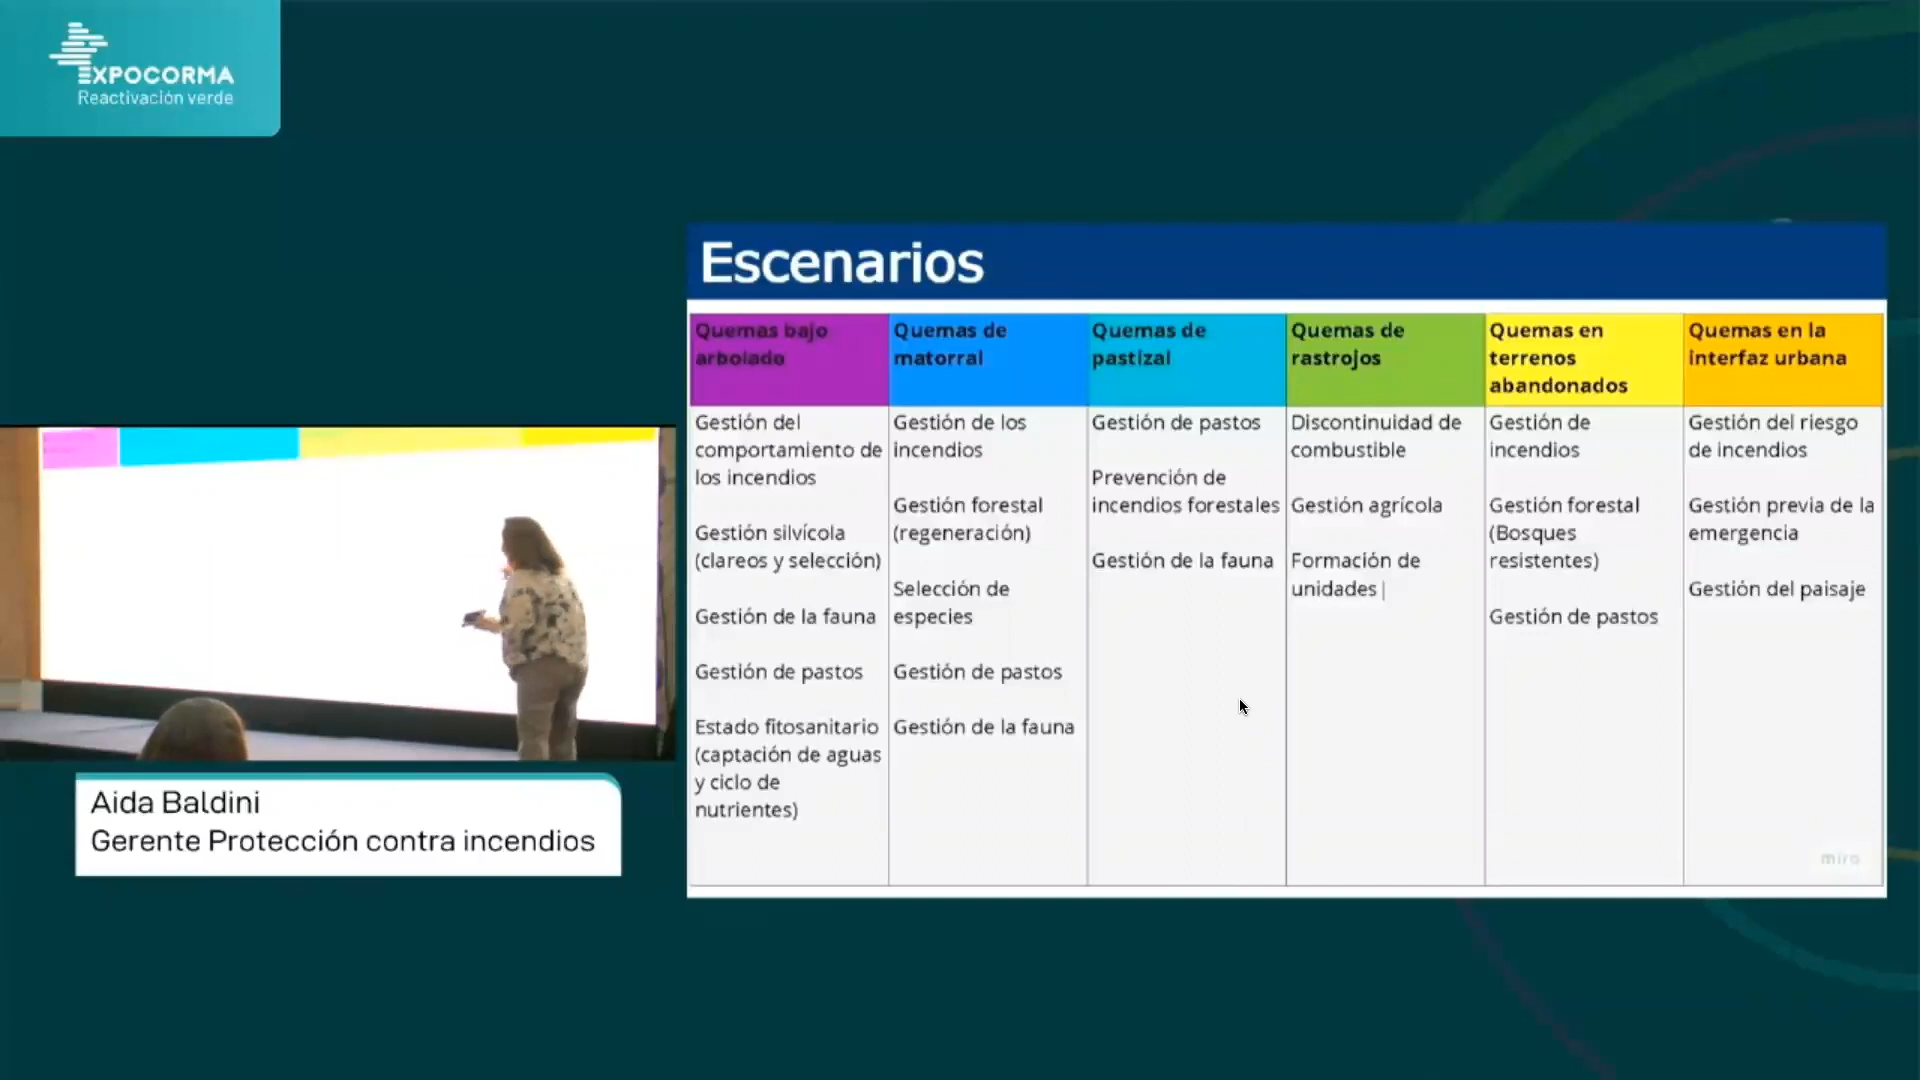 EXPOCORMA
Reactivación verde
Escenarios
Quemas bajo
arbolado
Gestión del
comportamiento de
los incendios
Gestión silvícola
(clareos y selección)
Gestión de la fauna
Gestión de pastos
Estado fitosanitario
(captación de aguas
y ciclo de
nutrientes)
Quemas de
matorral
Gestión de los
incendios
Gestión forestal
(regeneración)
Selección de
especies
Gestión de pastos
Gestión de la fauna
Quemas de
pastizal
Gestión de pastos
Prevención de
incendios forestales
Gestión de la fauna
Quemas de
rastrojos
Discontinuidad de
combustible
Gestión agrícola
Formación de
unidades
Quemas en
terrenos
abandonados
Gestión de
incendios
Gestión forestal
(Bosques
resistentes)
Gestión de pastos
Quemas en la
interfaz urbana
Gestión del riesgo
de incendios
Gestión previa de la
emergencia
Gestión del paisaje
miro
Aida Baldini
Gerente Protección contra incendios